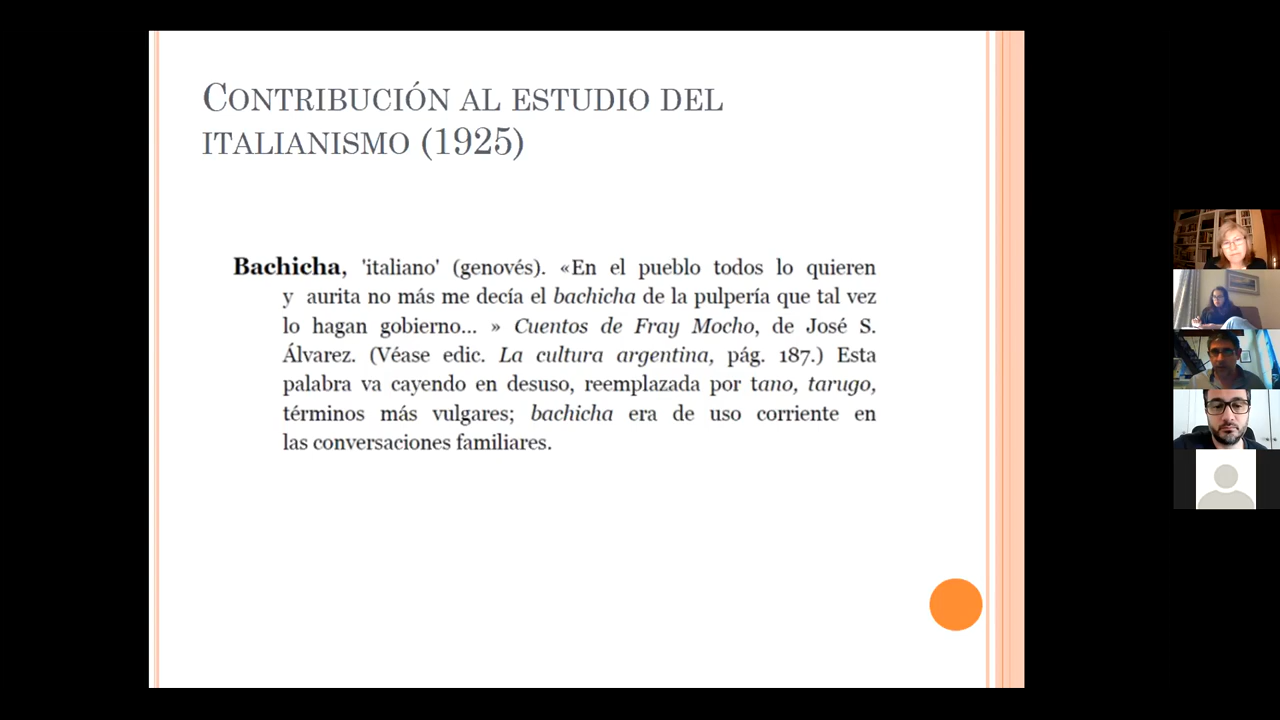 CONTRIBUCIÓN AL ESTUDIO DEL
ITALIANISMO (1925)
Bachicha, 'italiano' (genovés). «En el pueblo todos lo quieren
y aurita no más me decía el bachicha de la pulpería que tal vez
lo hagan gobierno... » Cuentos de Fray Mocho, de José S.
Álvarez. (Véase edic. La cultura argentina, pág. 187.) Esta
palabra va cayendo en desuso, reemplazada por tano, tarugo,
términos más vulgares; bachicha era de uso corriente en
las conversaciones familiares.